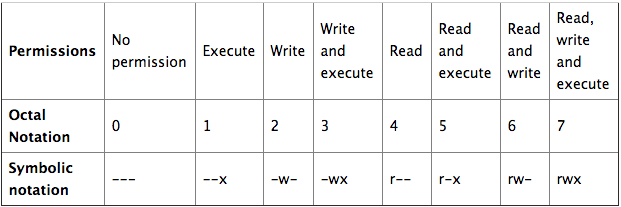 Permissions No permission Execute Write Write and execute Read Read and execute Read and write Read, write and execute
Octal Notation 0 1 2 3 4 5 6 7
Symbolic notation --- --x -w- -wx r-- r-x rw- rwx